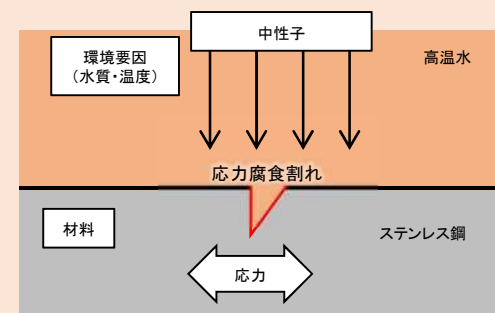 中性子
環境要因
（水質・温度）
高温水
応力腐食割れ
材料
ステンレス鋼
応力